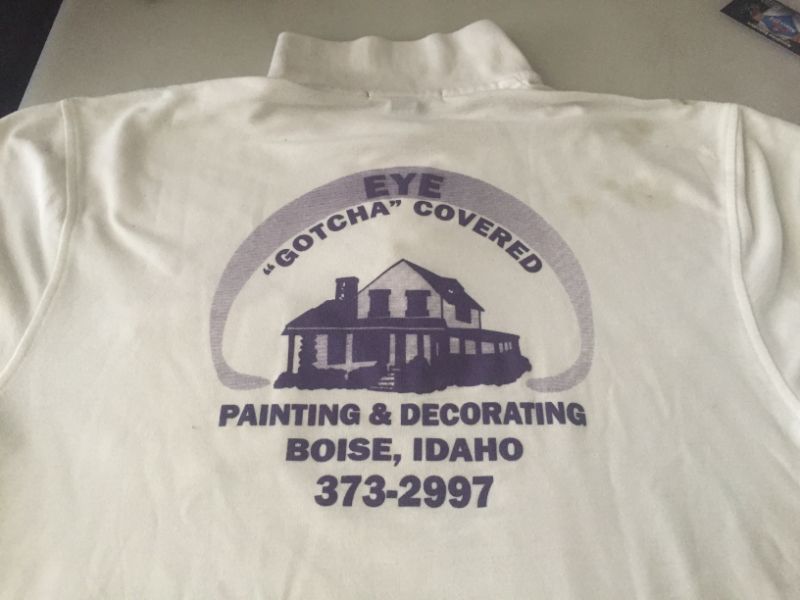 EYE
"GOTCHA" COVERED
PAINTING & DECORATING
BOISE, IDAHO
373-2997